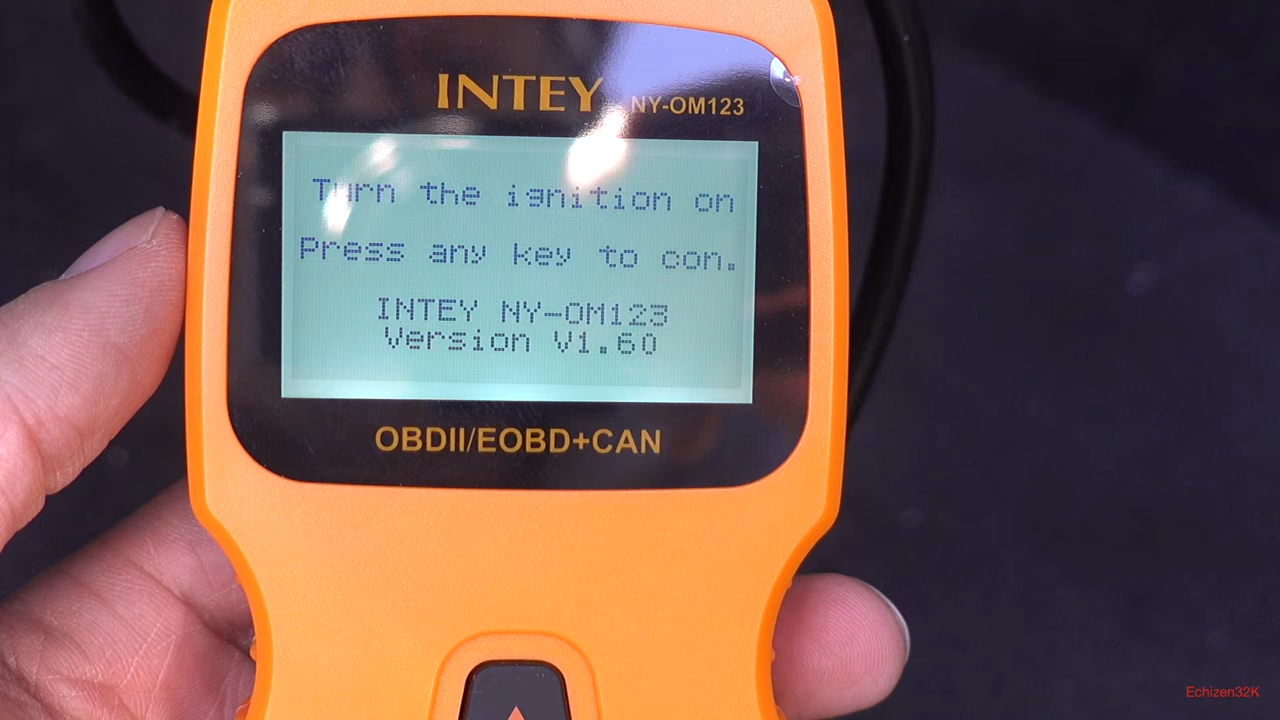 INTEY NY-OM123
Turn the ignition on
Press any key to con.
INTEY NY-OM123
Version V1.60
OBDII/EOBD+CAN
Echizen32K